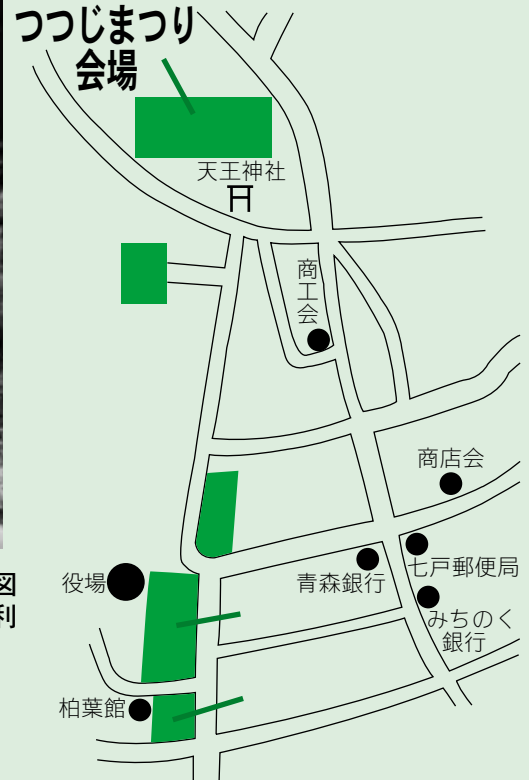 つつじまつり
会場
天王神社
商工会
商店会
七戸郵便局
青森銀行
みちのく
銀行
役場
図
利
柏葉館